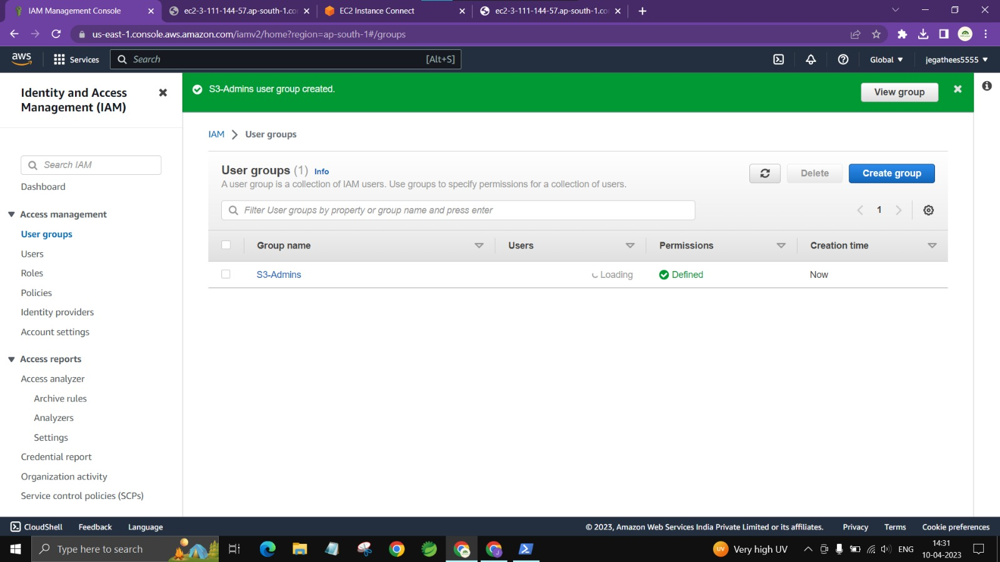 IAM Management Console
ec2-3-111-144-57.ap-south-1.co
EC2 Instance Connect
ec2-3-111-144-57.ap-south-1.co
us-east-1.console.aws.amazon.com/iamv2/home?region=ap-south-1#/groups
aws
Services
Search
[Alt+S]
Global
jegathees5555
Identity and Access
Management (IAM)
Search IAM
Dashboard
Access management
User groups
Users
Roles
Policies
Identity providers
Account settings
Access reports
Access analyzer
Archive rules
Analyzers
Settings
Credential report
Organization activity
Service control policies (SCPs)
S3-Admins user group created.
View group
IAM > User groups
User groups (1) Info
A user group is a collection of IAM users. Use groups to specify permissions for a collection of users.
Delete
Create group
Filter User groups by property or group name and press enter
1
Group name
Users
Permissions
Creation time
S3-Admins
Loading
Defined
Now
CloudShell
Feedback
Language
© 2023, Amazon Web Services India Private Limited or its affiliates.
Privacy
Terms
Cookie preferences
Type here to search
UV
Very high UV
ENG
14:31
10-04-2023